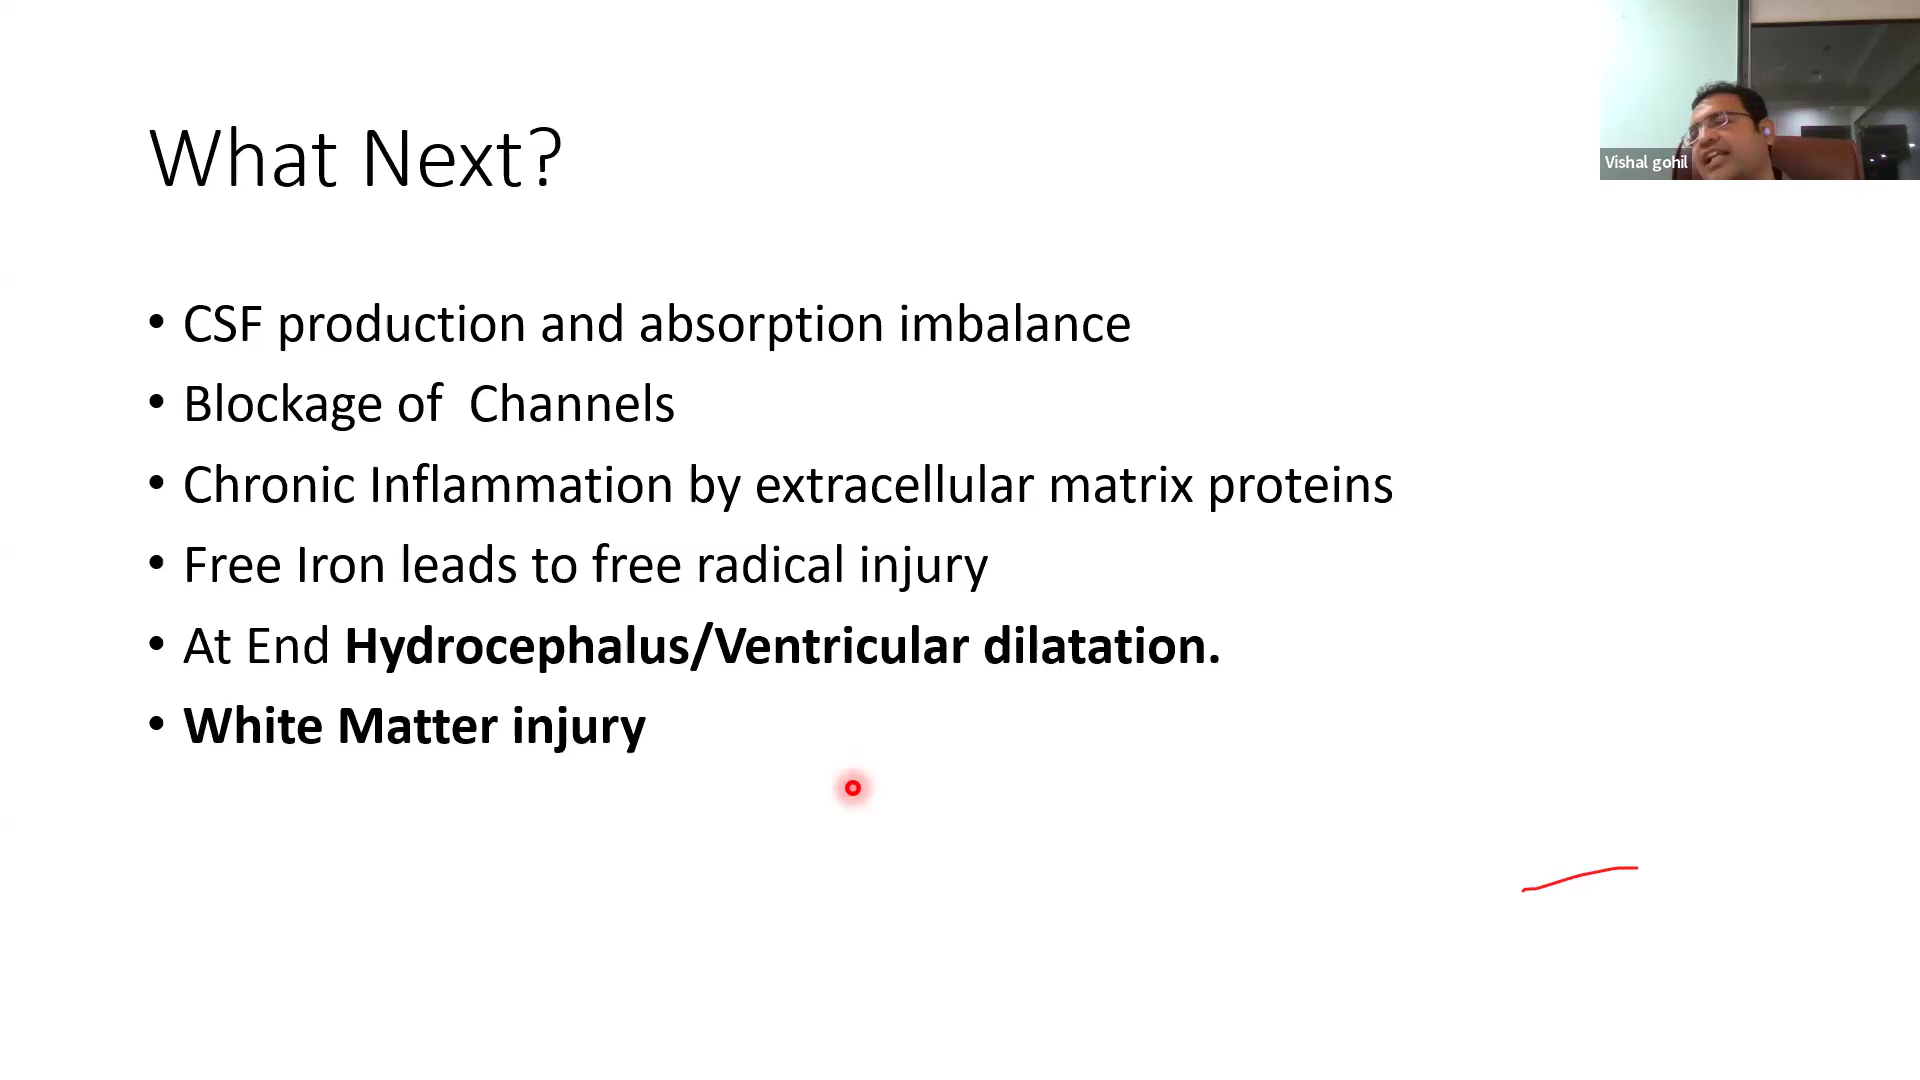 Vishal gohil
What Next?
• CSF production and absorption imbalance
• Blockage of  Channels
• Chronic Inflammation by extracellular matrix proteins
• Free Iron leads to free radical injury
• At End Hydrocephalus/Ventricular dilatation.
• White Matter injury